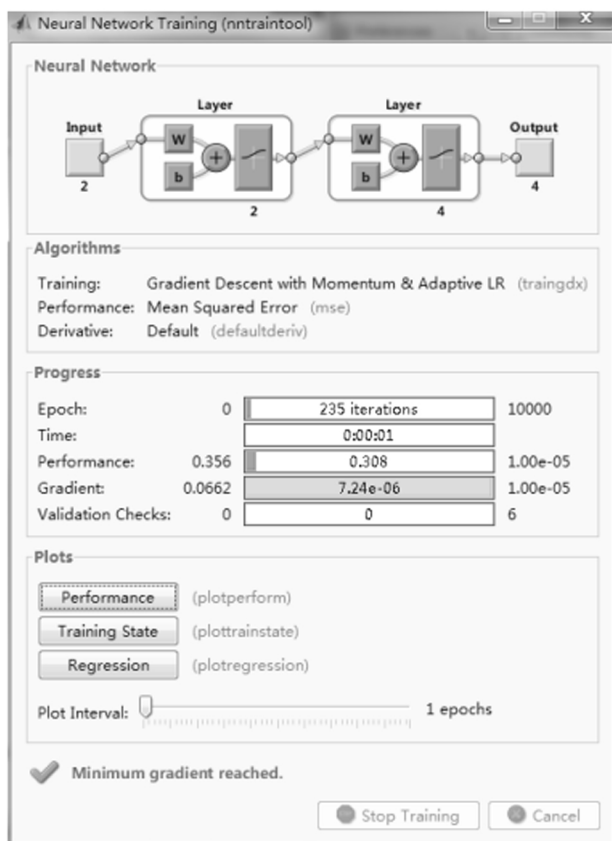 Neural Network Training (nntraintool)
Neural Network
Layer Layer
Input Output
W W
+ +
b b
2 2 4 4
Algorithms
Training: Gradient Descent with Momentum & Adaptive LR (traingdx)
Performance: Mean Squared Error (mse)
Derivative: Default (defaultderiv)
Progress
Epoch: 0 235 iterations 10000
Time: 0:00:01
Performance: 0.356 0.308 1.00e-05
Gradient: 0.0662 7.24e-06 1.00e-05
Validation Checks: 0 0 6
Plots
Performance (plotperform)
Training State (plottrainstate)
Regression (plotregression)
Plot Interval: 1 epochs
Minimum gradient reached.
Stop Training Cancel